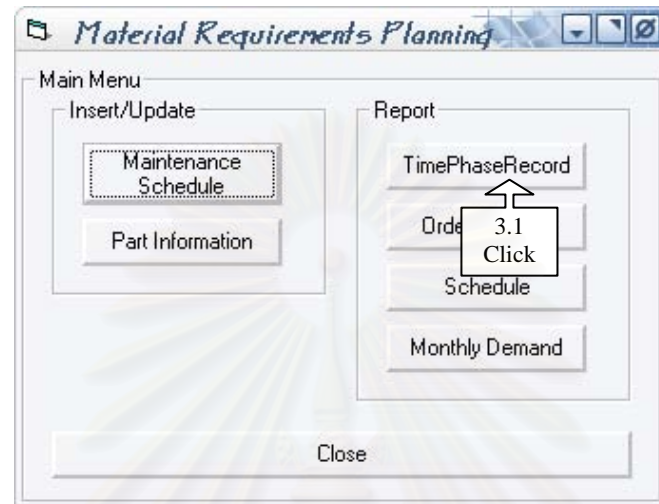 Material Requirements Planning
Main Menu
Insert/Update
Maintenance
Schedule
Part Information
Report
TimePhaseRecord
3.1
Click
Schedule
Monthly Demand
Close